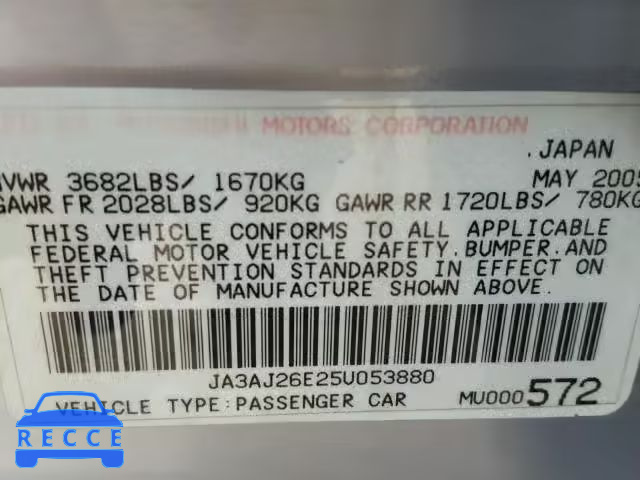 MOTORS CORPORATION
.JAPAN
GVWR 3682LBS/ 1670KG MAY 2005
GAWR FR 2028LBS/ 920KG GAWR RR 1720LBS/ 780KG
THIS VEHICLE CONFORMS TO ALL APPLICABLE
FEDERAL MOTOR VEHICLE SAFETY.BUMPER.AND
THEFT PREVENTION STANDARDS IN EFFECT ON
THE DATE OF MANUFACTURE SHOWN ABOVE.
JA3AJ26E25U053880
VEHICLE TYPE:PASSENGER CAR MU000572
RECCE